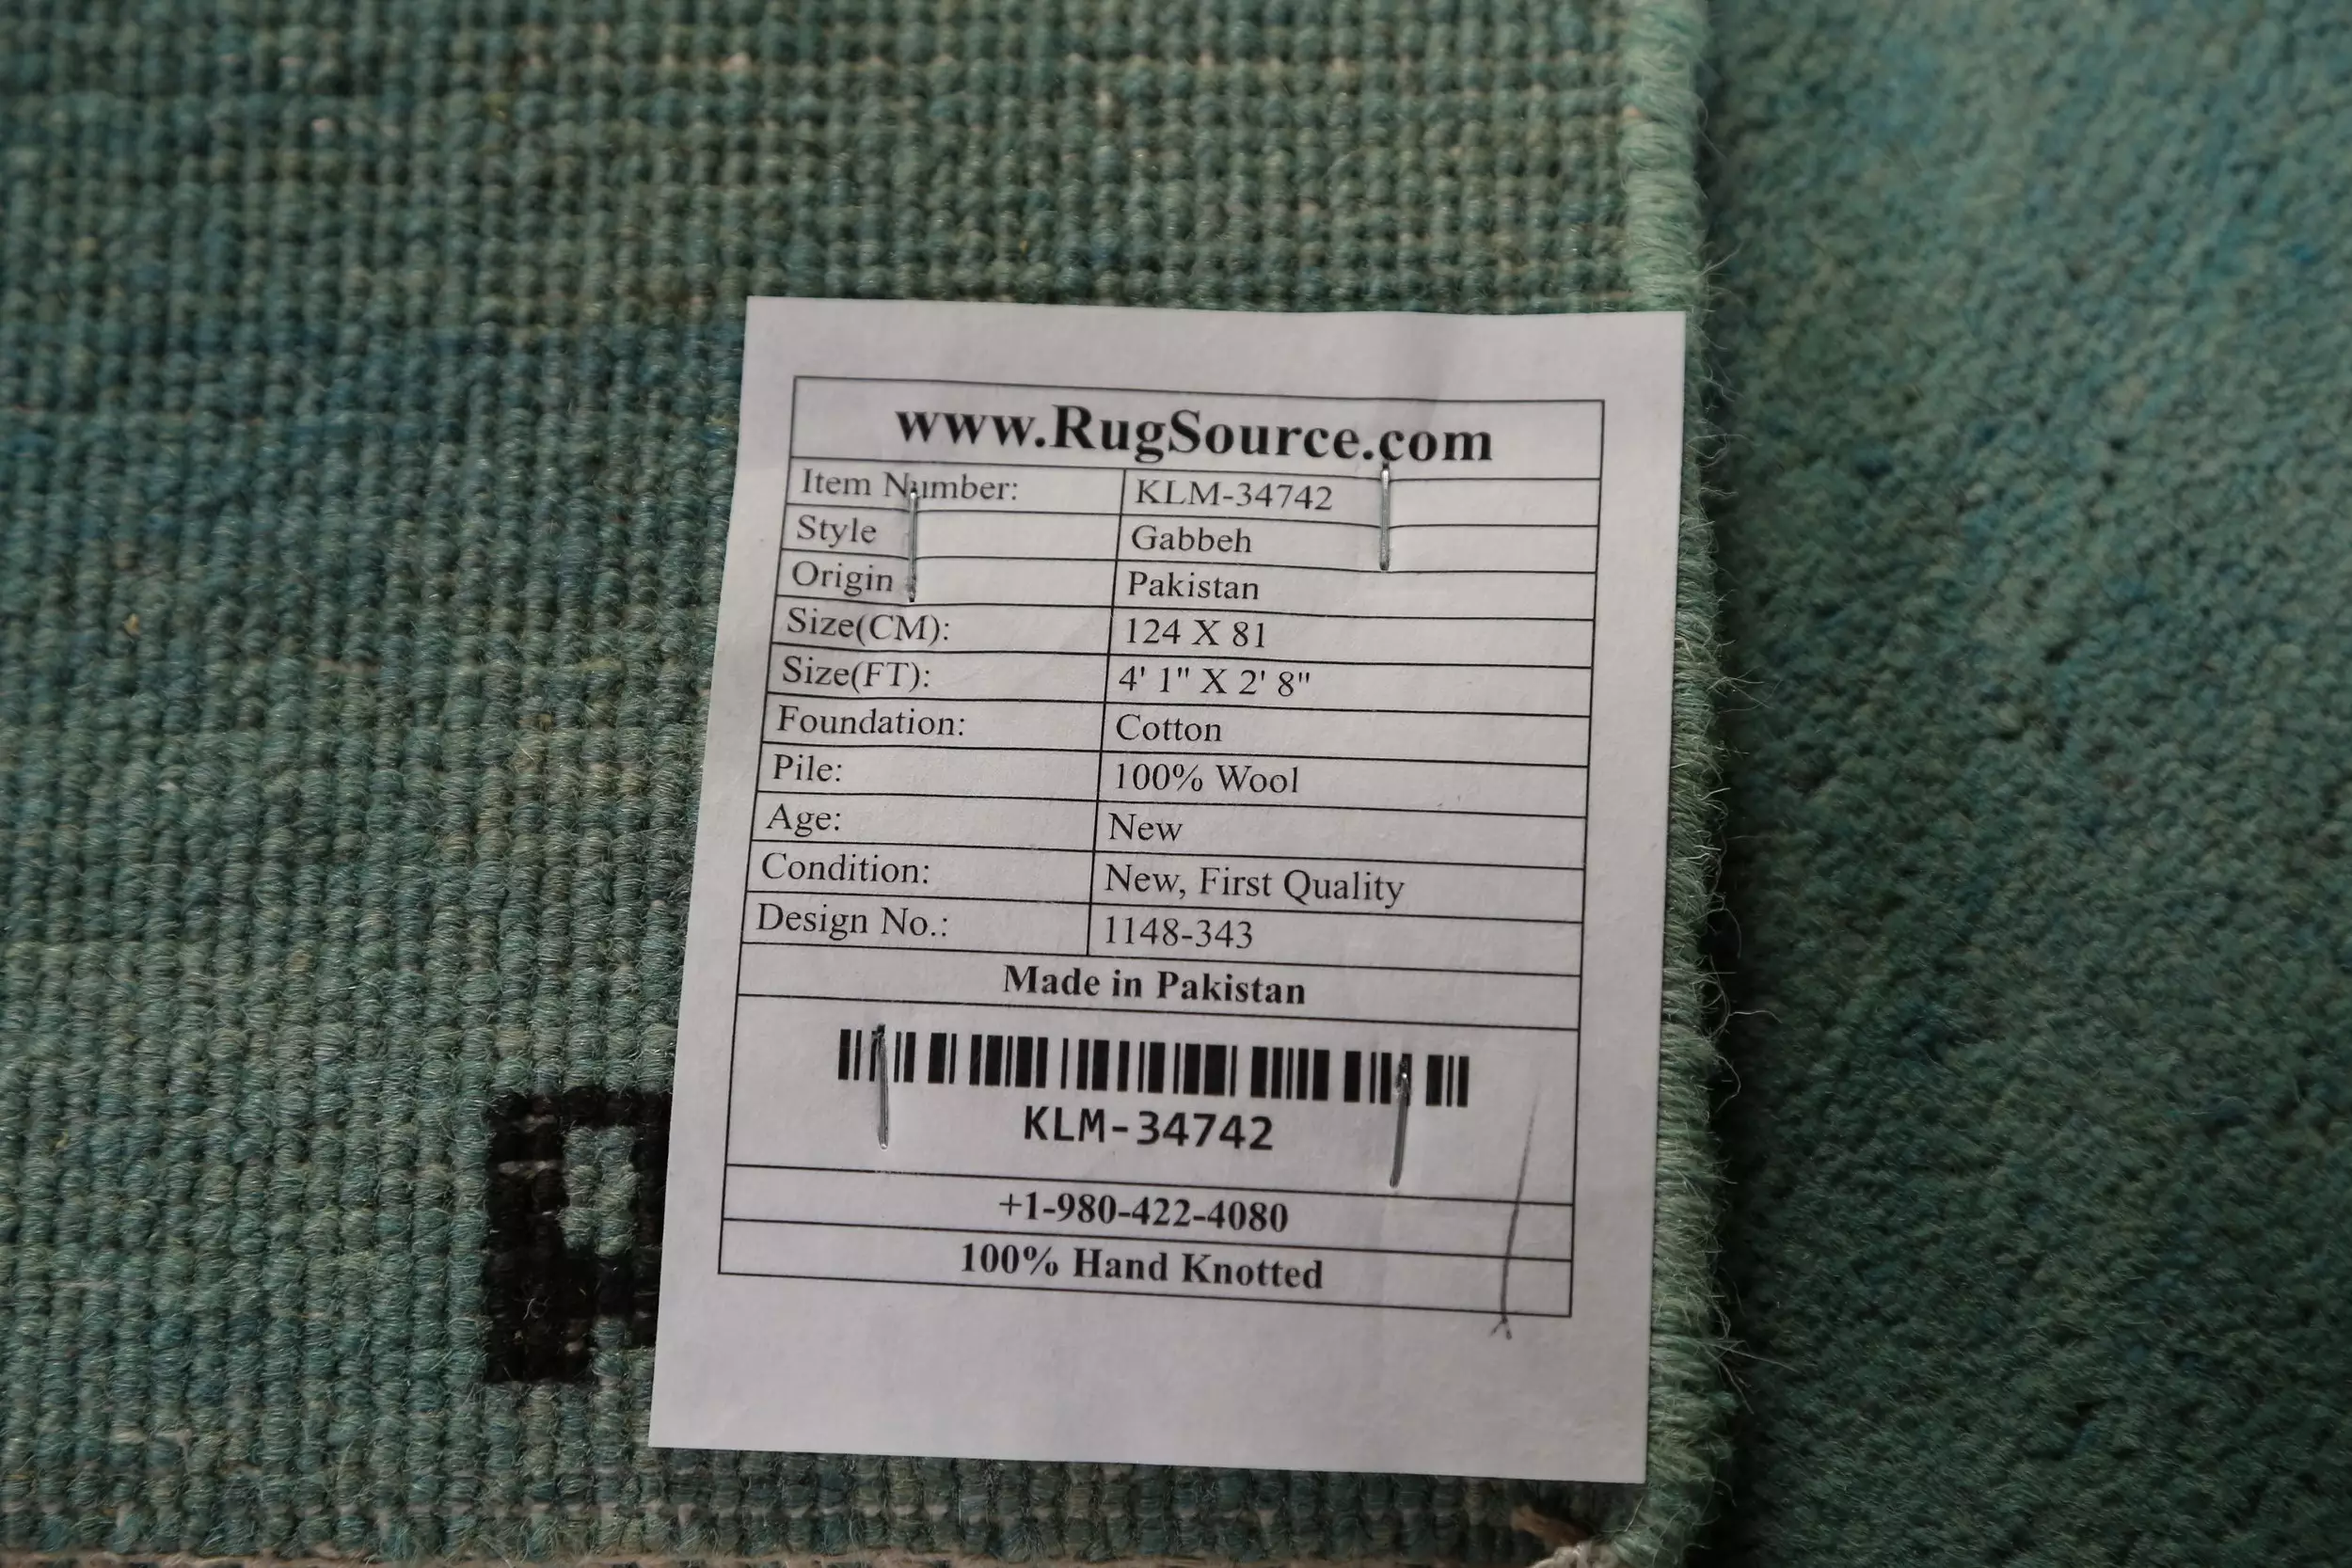 www.RugSource.com
Item Number: KLM-34742
Style Gabbeh
Origin Pakistan
Size(CM): 124 X 81
Size(FT): 4' 1" X 2' 8"
Foundation: Cotton
Pile: 100% Wool
Age: New
Condition: New, First Quality
Design No.: 1148-343
Made in Pakistan
KLM-34742
+1-980-422-4080
100% Hand Knotted